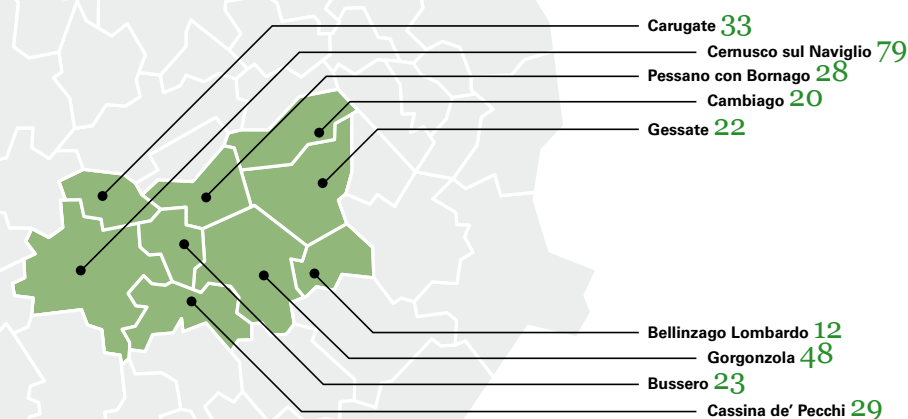 Carugate 33
Cernusco sul Naviglio 79
Pessano con Bornago 28
Cambiago 20
Gessate 22
Bellinzago Lombardo 12
Gorgonzola 48
Bussero 23
Cassina de’ Pecchi 29